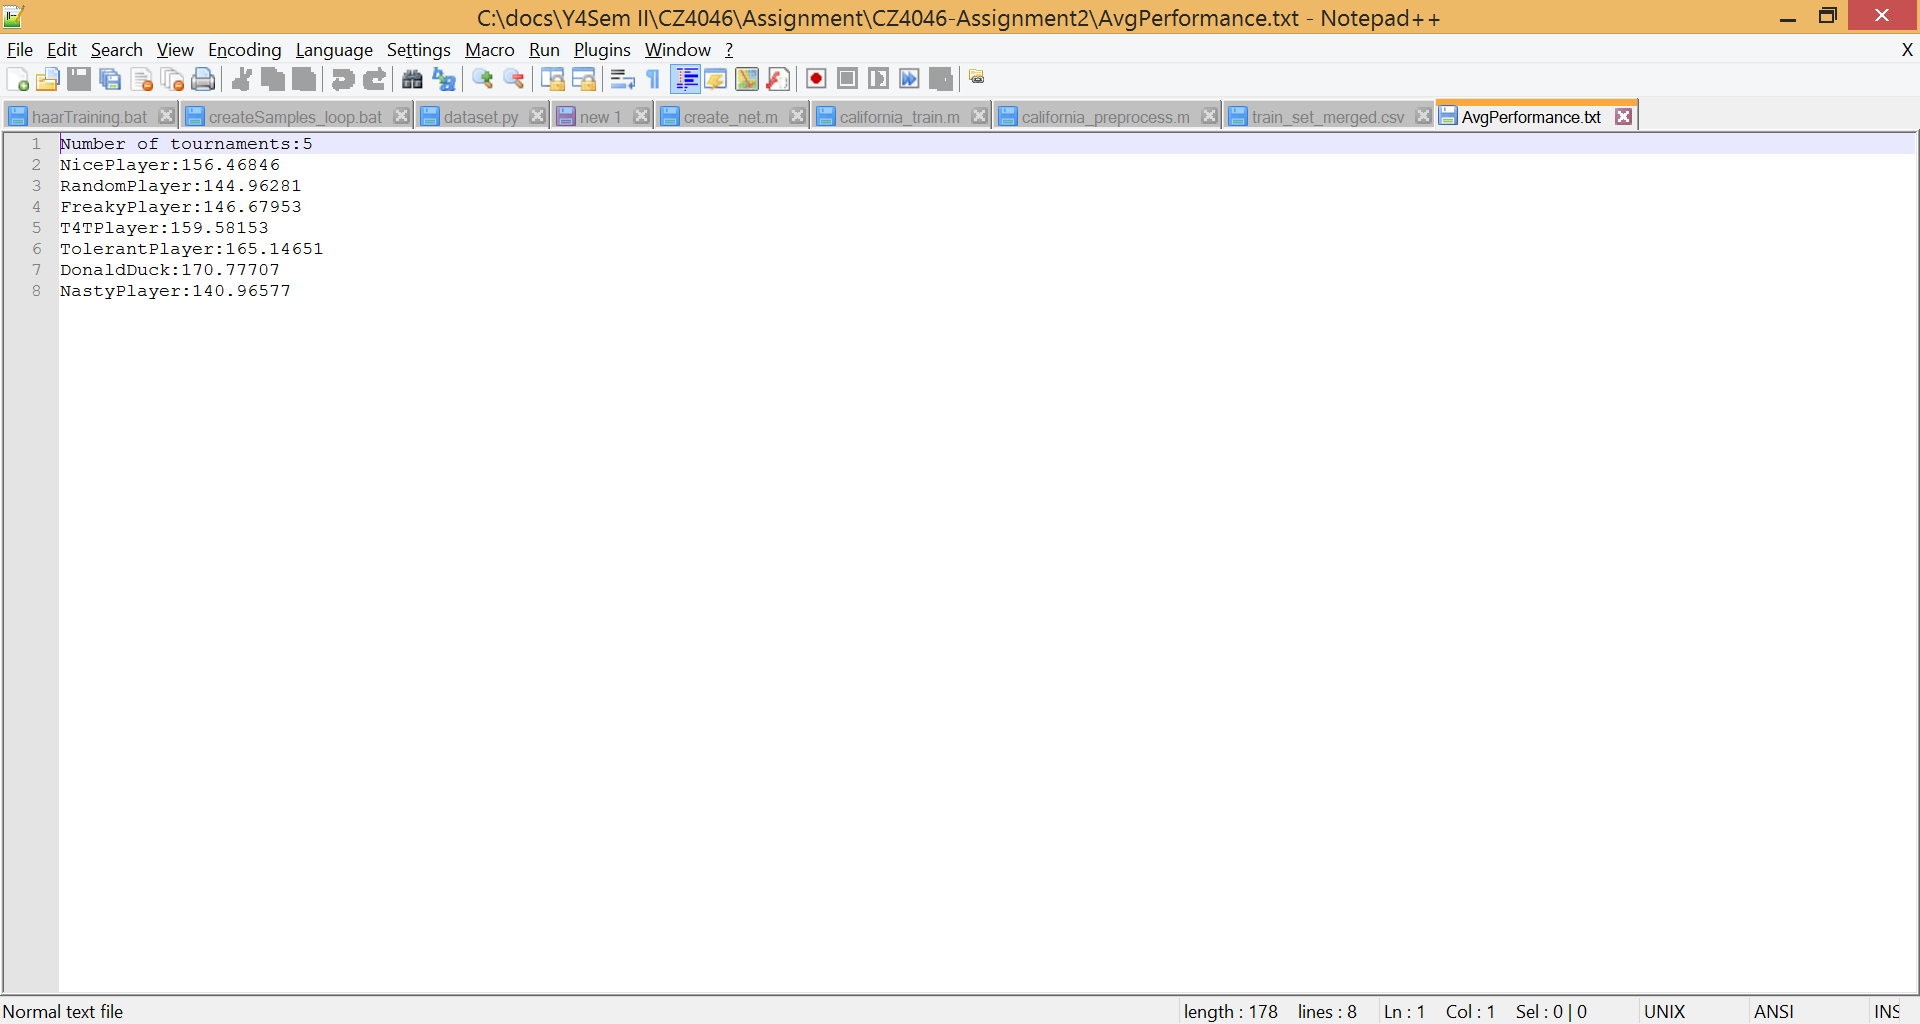 C:\docs\Y4Sem II\CZ4046\Assignment\CZ4046-Assignment2\AvgPerformance.txt - Notepad++
File Edit Search View Encoding Language Settings Macro Run Plugins Window ? X
haarTraining.bat createSamples_loop.bat dataset.py new 1 create_net.m california_train.m california_preprocess.m train_set_merged.csv AvgPerformance.txt
1 Number of tournaments:5
2 NicePlayer:156.46846
3 RandomPlayer:144.96281
4 FreakyPlayer:146.67953
5 T4TPlayer:159.58153
6 TolerantPlayer:165.14651
7 DonaldDuck:170.77707
8 NastyPlayer:140.96577
Normal text file length : 178 lines : 8 Ln : 1 Col : 1 Sel : 0 | 0 UNIX ANSI INS